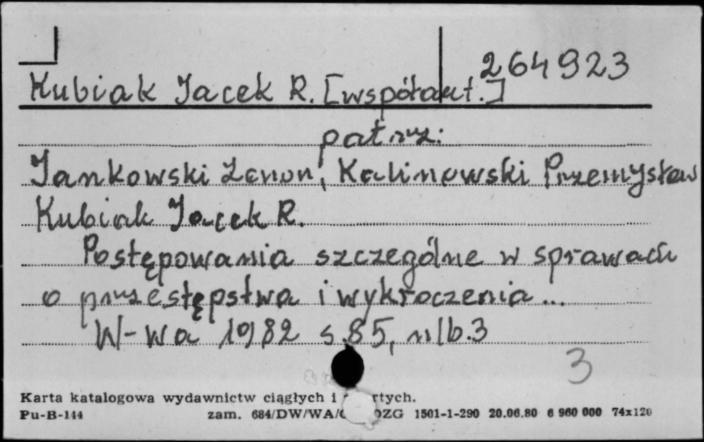 264923
Kubiak Jacek R. [współaut.]
patrz:
Jankowski Zenon, Kalinowski Przemysław
Kubiak Jacek R.
Postępowania szczególne w sprawach
o przestępstwa i wykroczenia...
W-wa 1982 s.85, nlb.3
3
Karta katalogowa wydawnictw ciągłych i rtych.
Pu-B-144 zam. 684/DW/WA/ OZG 1501-1-290 20.06.80 6 960 000 74x120